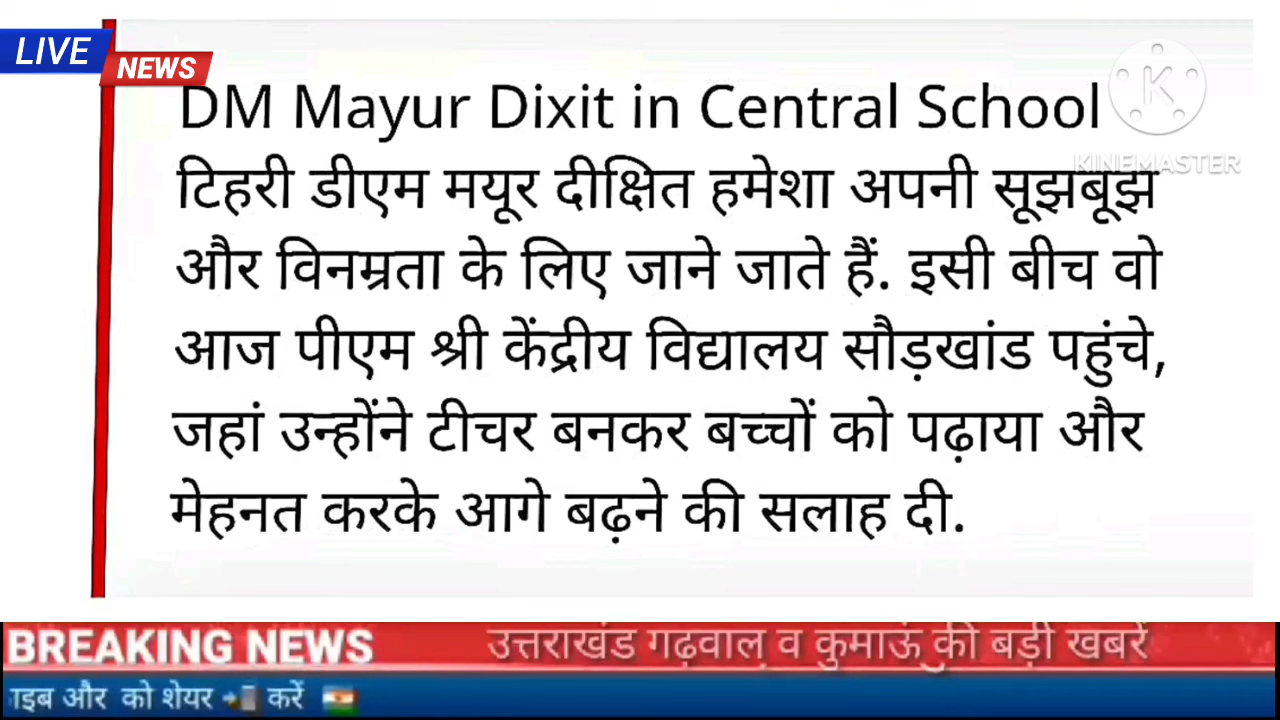 LIVE
NEWS
DM Mayur Dixit in Central School
KINEMASTER
टिहरी डीएम मयूर दीक्षित हमेशा अपनी सूझबूझ
और विनम्रता के लिए जाने जाते हैं. इसी बीच वो
आज पीएम श्री केंद्रीय विद्यालय सौड़खांड पहुंचे,
जहां उन्होंने टीचर बनकर बच्चों को पढ़ाया और
मेहनत करके आगे बढ़ने की सलाह दी.
BREAKING NEWS उत्तराखंड गढ़वाल व कुमाऊं की बड़ी खबरें
और को शेयर करें